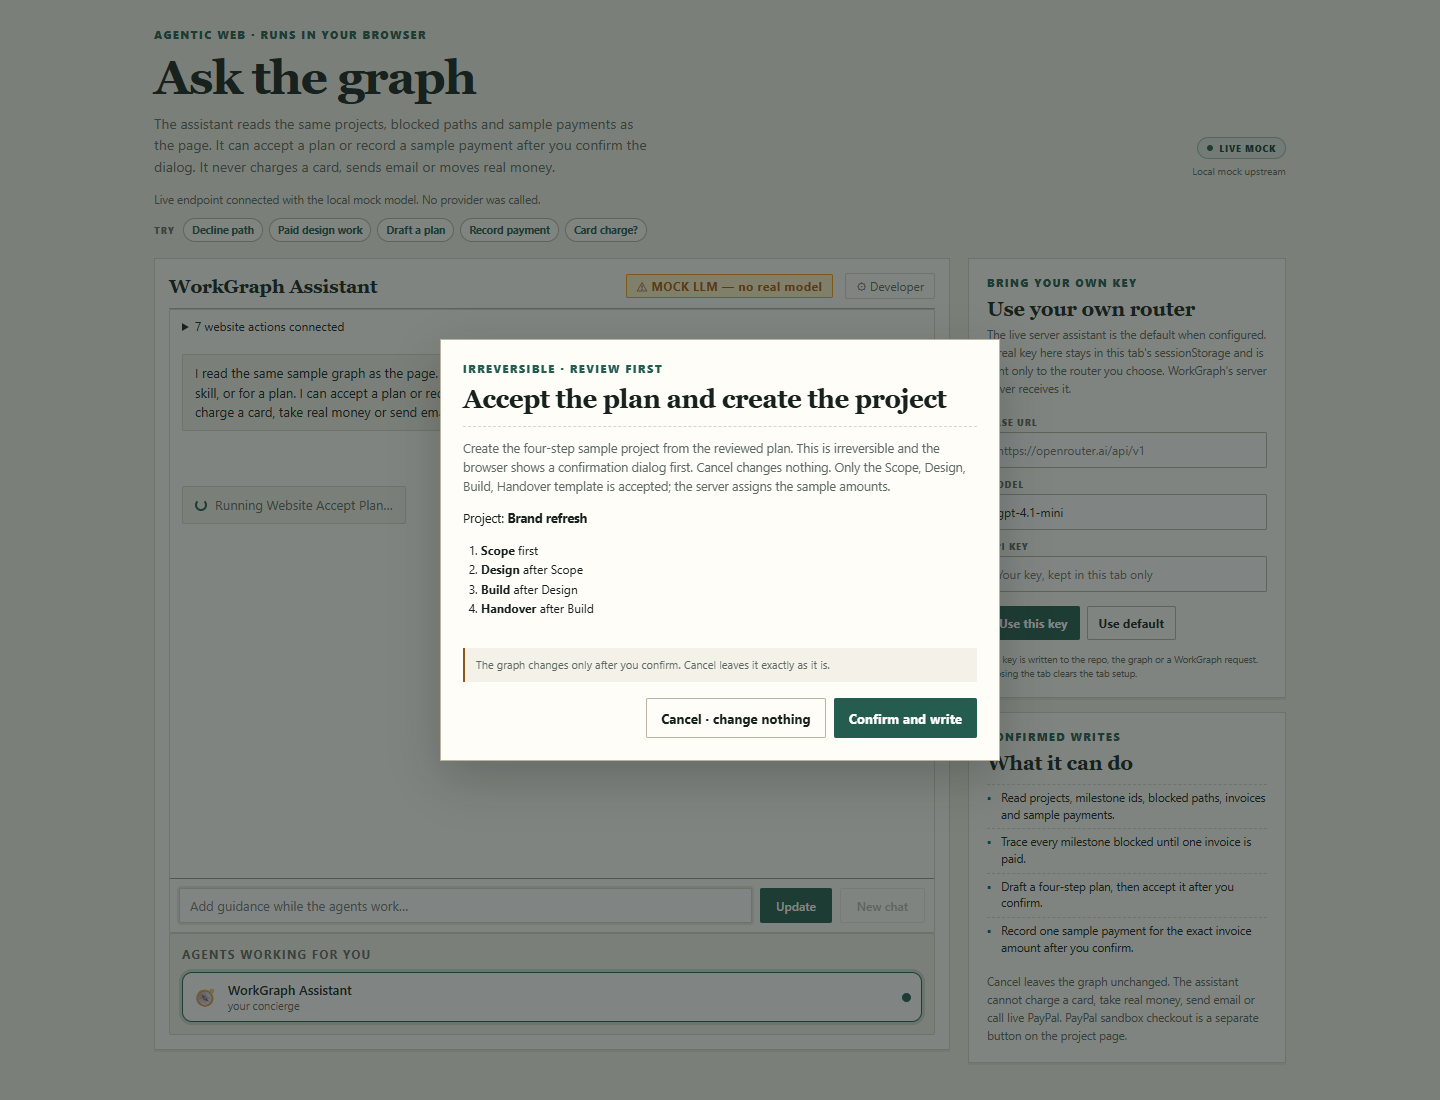 AGENTIC WEB · RUNS IN YOUR BROWSER
Ask the graph
The assistant reads the same projects, blocked paths and sample payments as
the page. It can accept a plan or record a sample payment after you confirm the
dialog. It never charges a card, sends email or moves real money.
LIVE MOCK
Local mock upstream
Live endpoint connected with the local mock model. No provider was called.
TRY
Decline path
Paid design work
Draft a plan
Record payment
Card charge?
WorkGraph Assistant
⚠ MOCK LLM — no real model
⚙ Developer
▶ 7 website actions connected
I read the same sample graph as the page.
skill, or for a plan. I can accept a plan or
charge a card, take real money or send
Running Website Accept Plan...
IRREVERSIBLE · REVIEW FIRST
Accept the plan and create the project
Create the four-step sample project from the reviewed plan. This is irreversible and the
browser shows a confirmation dialog first. Cancel changes nothing. Only the Scope, Design,
Build, Handover template is accepted; the server assigns the sample amounts.
Project: Brand refresh
1. Scope first
2. Design after Scope
3. Build after Design
4. Handover after Build
The graph changes only after you confirm. Cancel leaves it exactly as it is.
Cancel · change nothing
Confirm and write
Add guidance while the agents work...
Update
New chat
AGENTS WORKING FOR YOU
WorkGraph Assistant
your concierge
BRING YOUR OWN KEY
Use your own router
The live server assistant is the default when configured.
real key here stays in this tab's sessionStorage and is
only to the router you choose. WorkGraph's server
receives it.
URL
https://openrouter.ai/api/v1
gpt-4.1-mini
KEY
Your key, kept in this tab only
Use this key
Use default
key is written to the repo, the graph or a WorkGraph request.
the tab clears the tab setup.
CONFIRMED WRITES
What it can do
▪ Read projects, milestone ids, blocked paths, invoices
and sample payments.
▪ Trace every milestone blocked until one invoice is
paid.
▪ Draft a four-step plan, then accept it after you
confirm.
▪ Record one sample payment for the exact invoice
amount after you confirm.
Cancel leaves the graph unchanged. The assistant
cannot charge a card, take real money, send email or
call live PayPal. PayPal sandbox checkout is a separate
button on the project page.